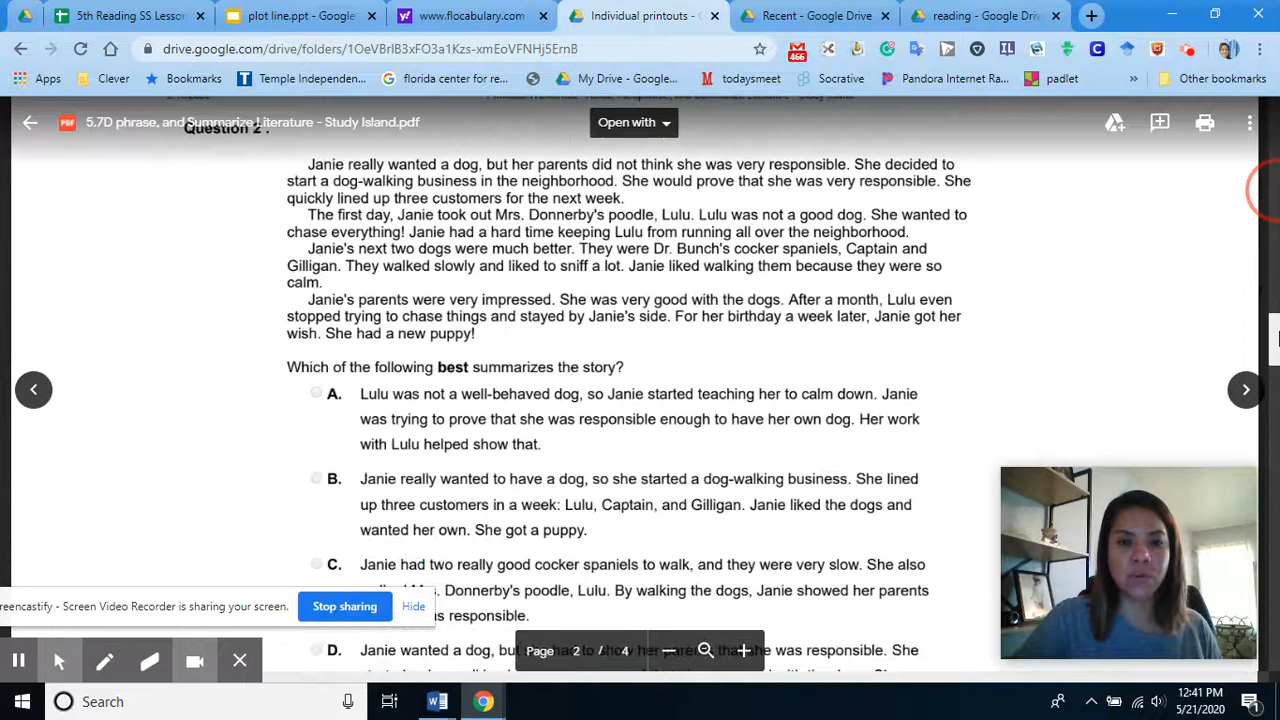 5th Reading SS Lesson
plot line.ppt - Googl
www.flocabulary.com
Individual printouts -
Recent - Google Drive
reading - Google Dri
drive.google.com/drive/folders/1OeVBrlB3xFO3a1Kzs-xmEoVFNHj5ErnB
466
Apps
Clever
Bookmarks
Temple Independen...
florida center for re...
My Drive - Google...
todaysmeet
Socrative
Pandora Internet Ra...
padlet
»
Other bookmarks
PDF
5.7D phrase, and Summarize Literature - Study Island.pdf
Open with
Question 2 :
Janie really wanted a dog, but her parents did not think she was very responsible. She decided to
start a dog-walking business in the neighborhood. She would prove that she was very responsible. She
quickly lined up three customers for the next week.
The first day, Janie took out Mrs. Donnerby's poodle, Lulu. Lulu was not a good dog. She wanted to
chase everything! Janie had a hard time keeping Lulu from running all over the neighborhood.
Janie's next two dogs were much better. They were Dr. Bunch's cocker spaniels, Captain and
Gilligan. They walked slowly and liked to sniff a lot. Janie liked walking them because they were so
calm.
Janie's parents were very impressed. She was very good with the dogs. After a month, Lulu even
stopped trying to chase things and stayed by Janie's side. For her birthday a week later, Janie got her
wish. She had a new puppy!
Which of the following best summarizes the story?
A. Lulu was not a well-behaved dog, so Janie started teaching her to calm down. Janie
was trying to prove that she was responsible enough to have her own dog. Her work
with Lulu helped show that.
B. Janie really wanted to have a dog, so she started a dog-walking business. She lined
up three customers in a week: Lulu, Captain, and Gilligan. Janie liked the dogs and
wanted her own. She got a puppy.
C. Janie had two really good cocker spaniels to walk, and they were very slow. She also
Donnerby's poodle, Lulu. By walking the dogs, Janie showed her parents
as responsible.
reencastify - Screen Video Recorder is sharing your screen.
Stop sharing
Hide
D. Janie wanted a dog, but she had to show her parents that she was responsible. She
Page 2 / 4
Search
12:41 PM
5/21/2020